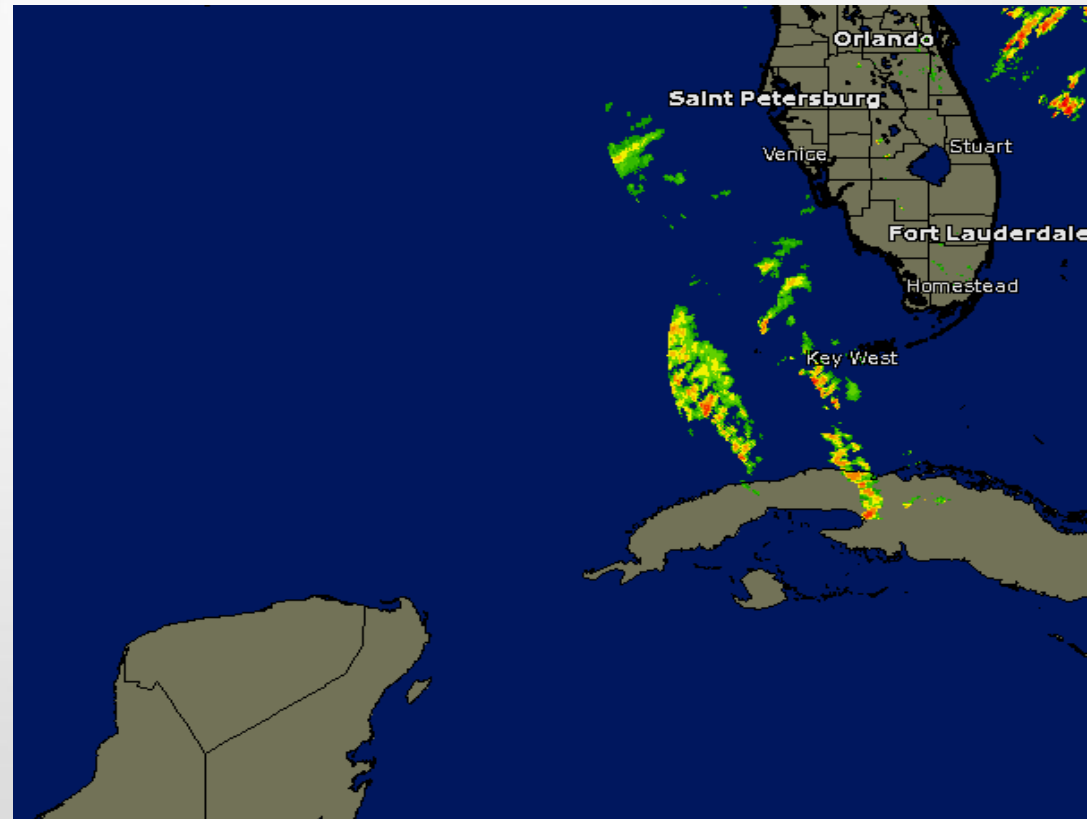 Orlando
Saint Petersburg
Venice
Stuart
Fort Lauderdale
Homestead
Key West